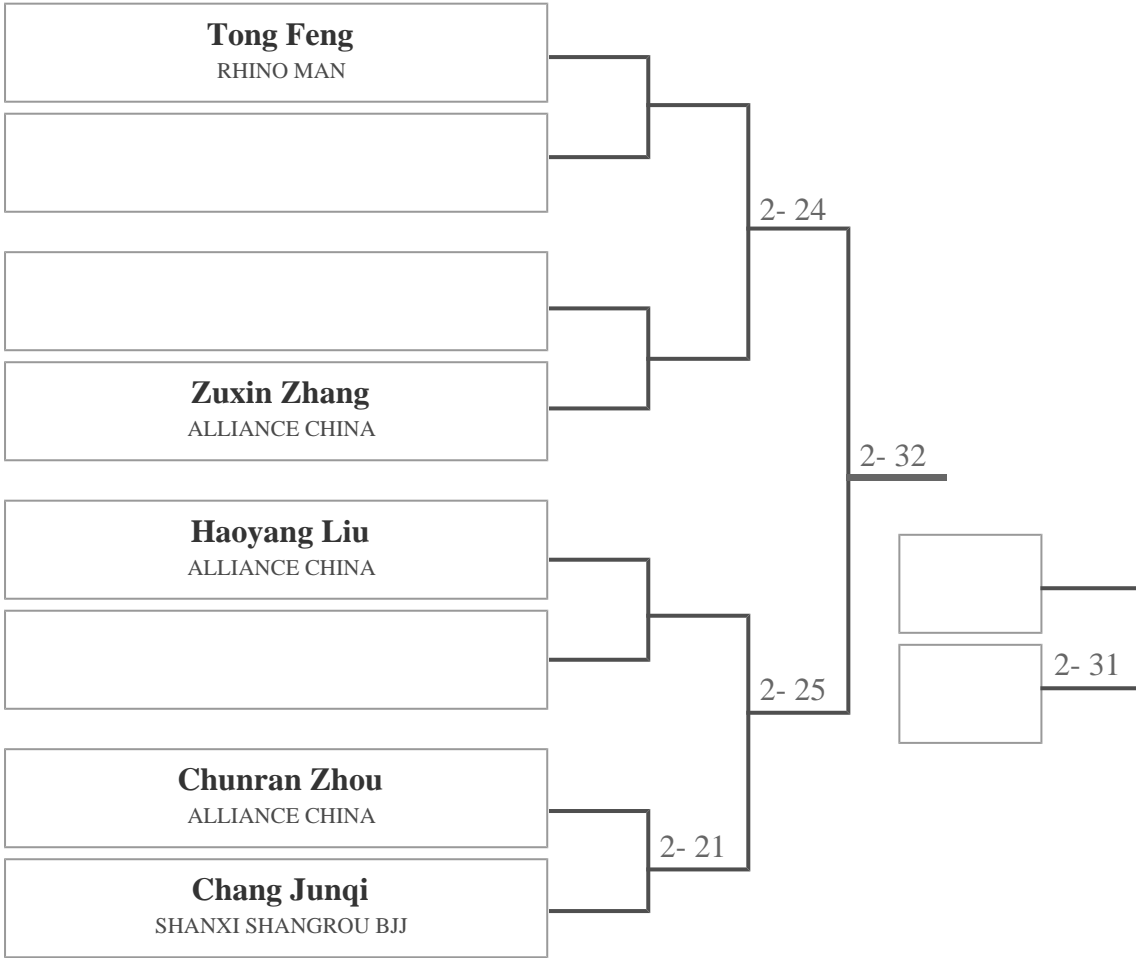 Tong Feng
RHINO MAN
2- 24
Zuxin Zhang
ALLIANCE CHINA
2- 32
Haoyang Liu
ALLIANCE CHINA
2- 31
2- 25
Chunran Zhou
ALLIANCE CHINA
2- 21
Chang Junqi
SHANXI SHANGROU BJJ